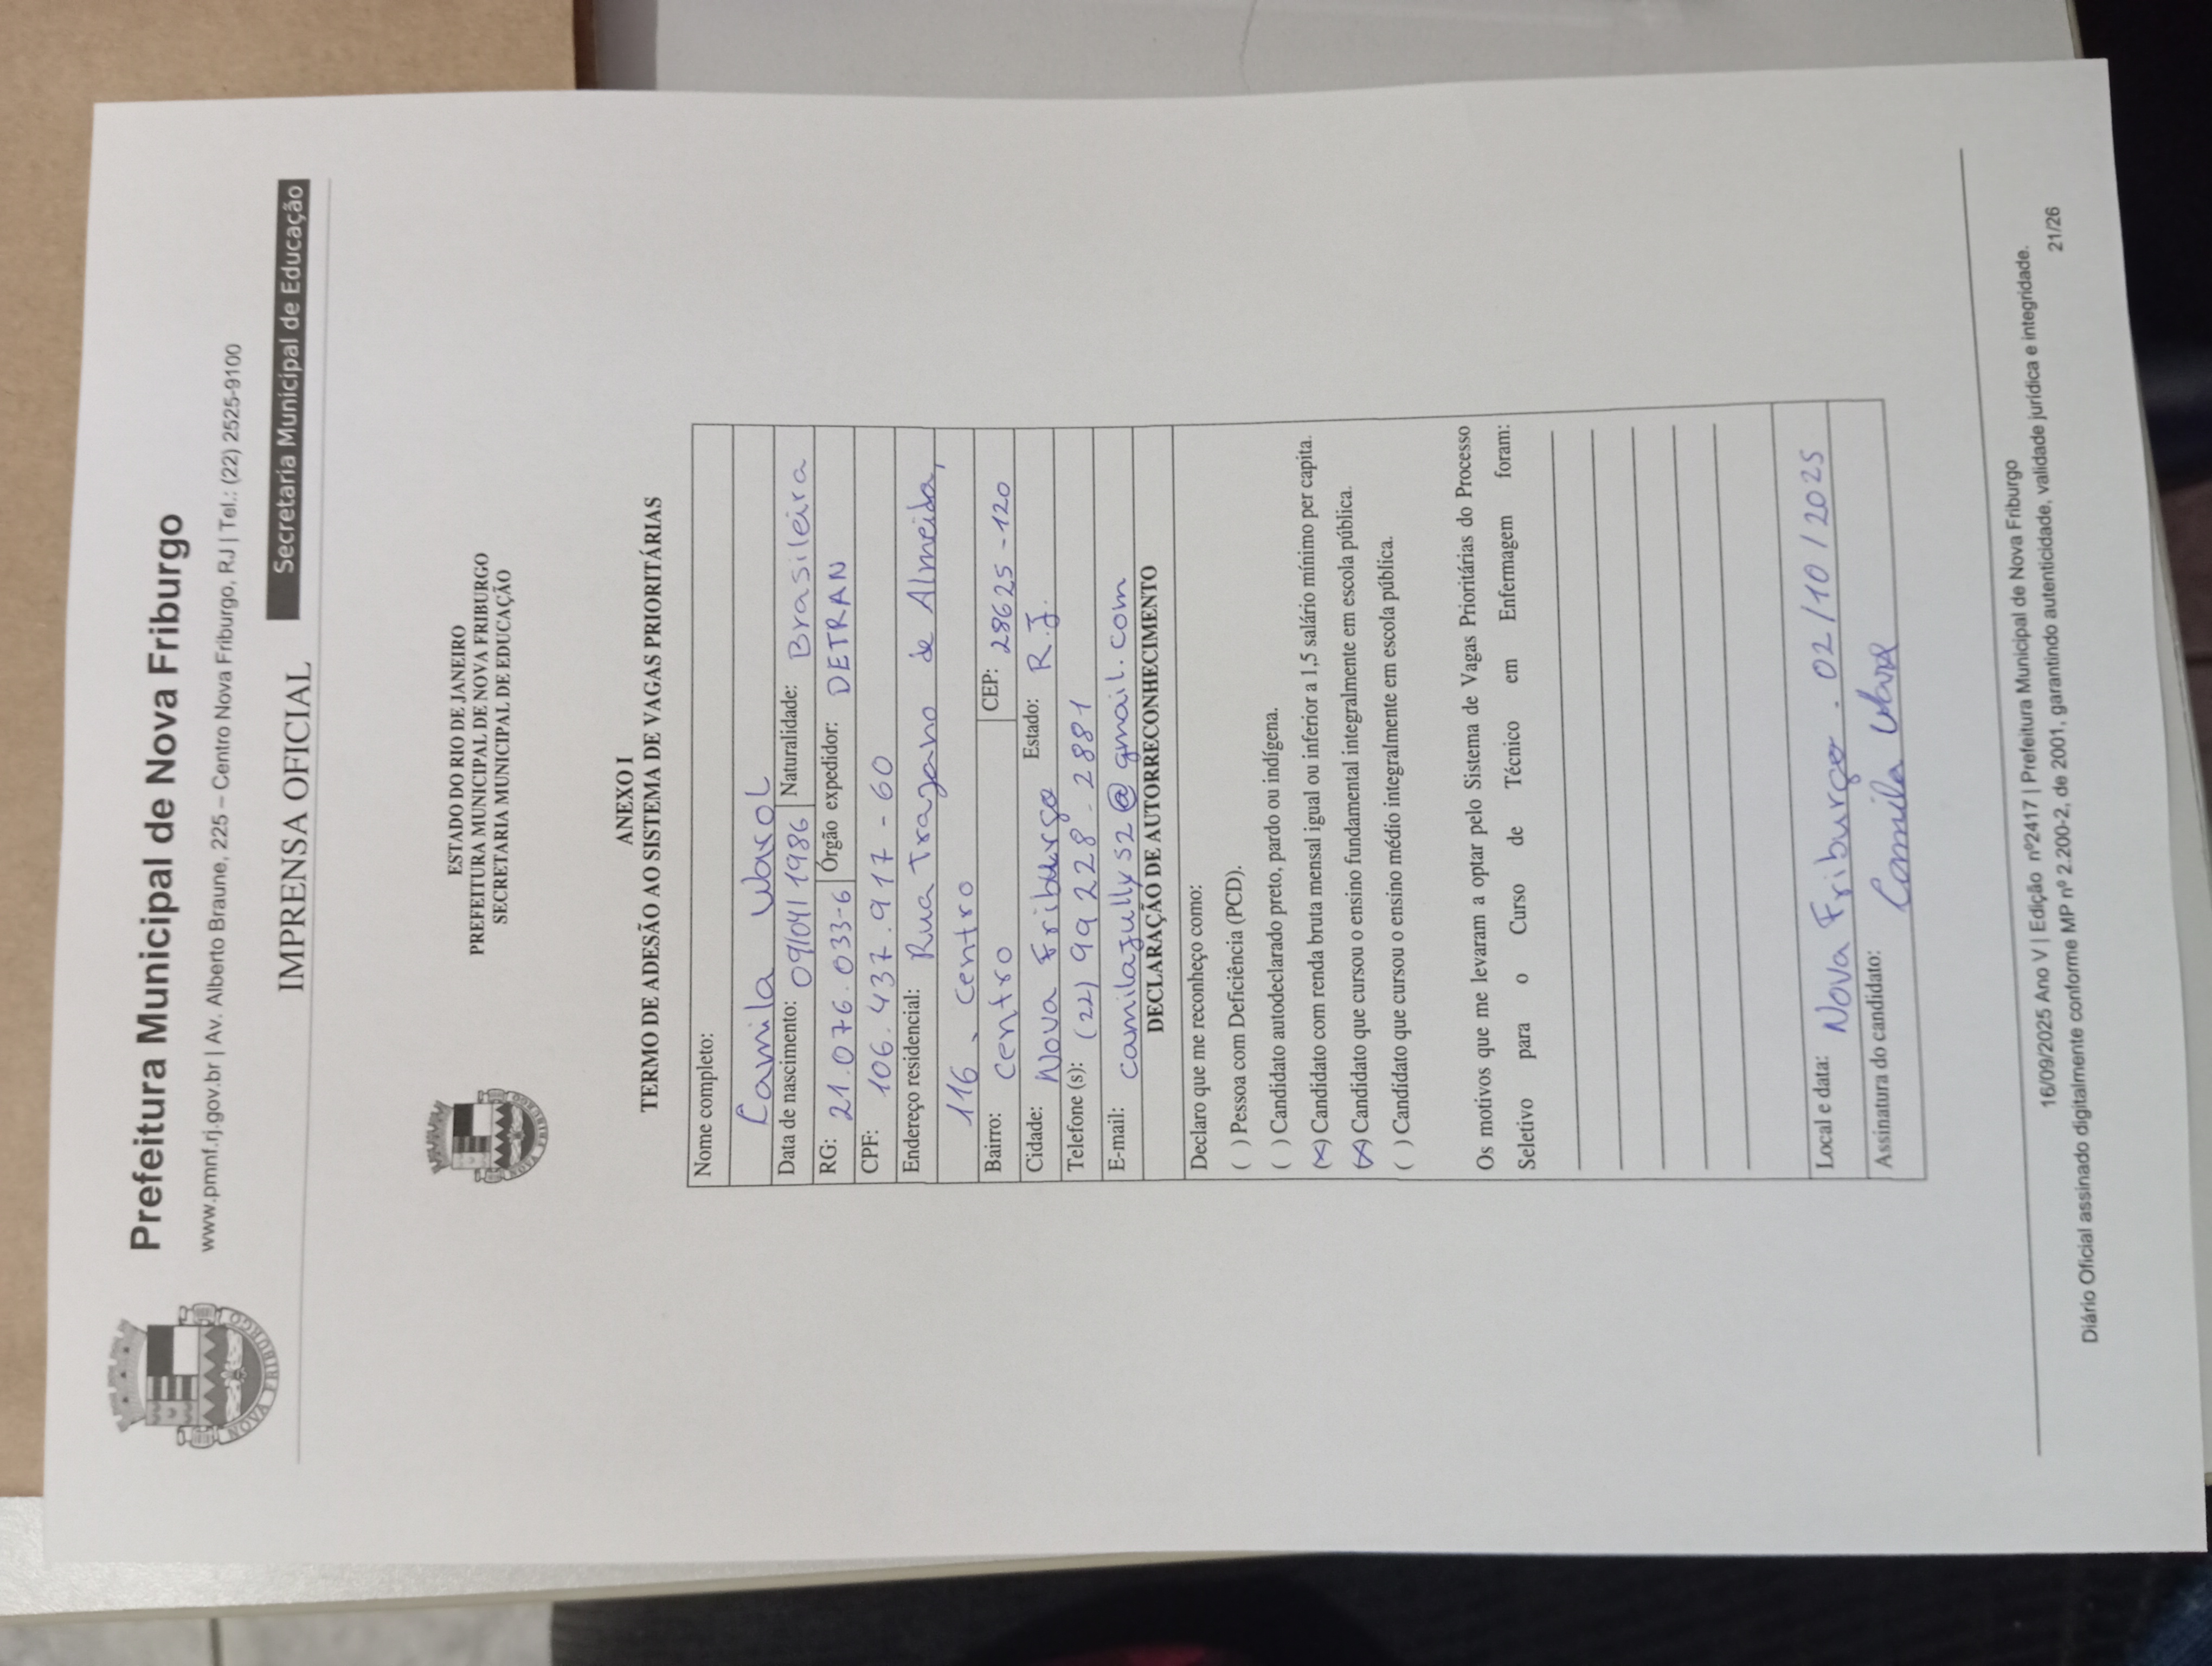 Prefeitura Municipal de Nova Friburgo
www.pmnf.rj.gov.br | Av. Alberto Braune, 225 – Centro Nova Friburgo, RJ | Tel.: (22) 2525-9100
IMPRENSA OFICIAL
Secretaria Municipal de Educação
NOVA FRIBURGO
ESTADO DO RIO DE JANEIRO
PREFEITURA MUNICIPAL DE NOVA FRIBURGO
SECRETARIA MUNICIPAL DE EDUCAÇÃO
NOVA FRIBURGO
ANEXO I
TERMO DE ADESÃO AO SISTEMA DE VAGAS PRIORITÁRIAS
Nome completo:
Camila Warol
Data de nascimento: 09/04/1986 Naturalidade: Brasileira
RG: 21.076.033-6 Órgão expedidor: DETRAN
CPF: 106.437.917-60
Endereço residencial: Rua Trajano de Almeida,
116. centro
Bairro: centro CEP: 28625-120
Cidade: Nova Friburgo Estado: R.J.
Telefone (s): (22) 99228-2881
E-mail: camilajully52@gmail.com
DECLARAÇÃO DE AUTORRECONHECIMENTO
Declaro que me reconheço como:
( ) Pessoa com Deficiência (PCD).
( ) Candidato autodeclarado preto, pardo ou indígena.
(X) Candidato com renda bruta mensal igual ou inferior a 1,5 salário mínimo per capita.
(X) Candidato que cursou o ensino fundamental integralmente em escola pública.
( ) Candidato que cursou o ensino médio integralmente em escola pública.
Os motivos que me levaram a optar pelo Sistema de Vagas Prioritárias do Processo
Seletivo para o Curso de Técnico em Enfermagem foram:
Local e data: Nova Friburgo. 02/10/2025
Assinatura do candidato: Camila Warol
16/09/2025 Ano V | Edição nº2417 | Prefeitura Municipal de Nova Friburgo
Diário Oficial assinado digitalmente conforme MP nº 2.200-2, de 2001, garantindo autenticidade, validade jurídica e integridade.
21/26